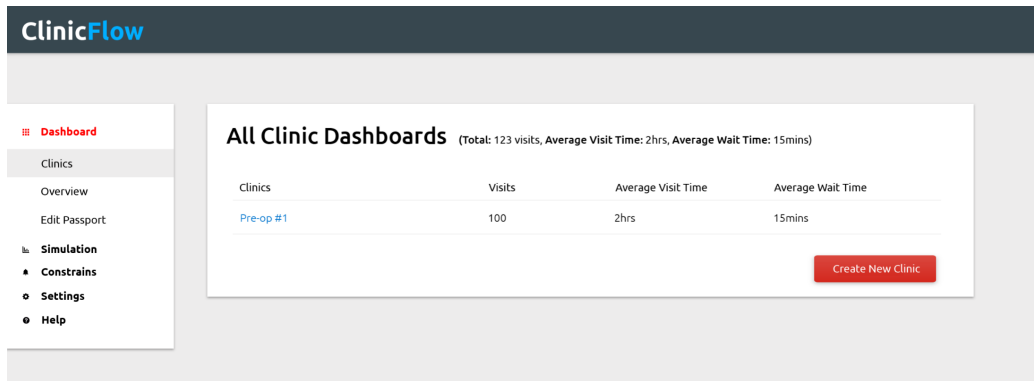 ClinicFlow
Dashboard
Clinics
Overview
Edit Passport
Simulation
Constrains
Settings
Help
All Clinic Dashboards (Total: 123 visits, Average Visit Time: 2hrs, Average Wait Time: 15mins)
Clinics Visits Average Visit Time Average Wait Time
Pre-op #1 100 2hrs 15mins
Create New Clinic